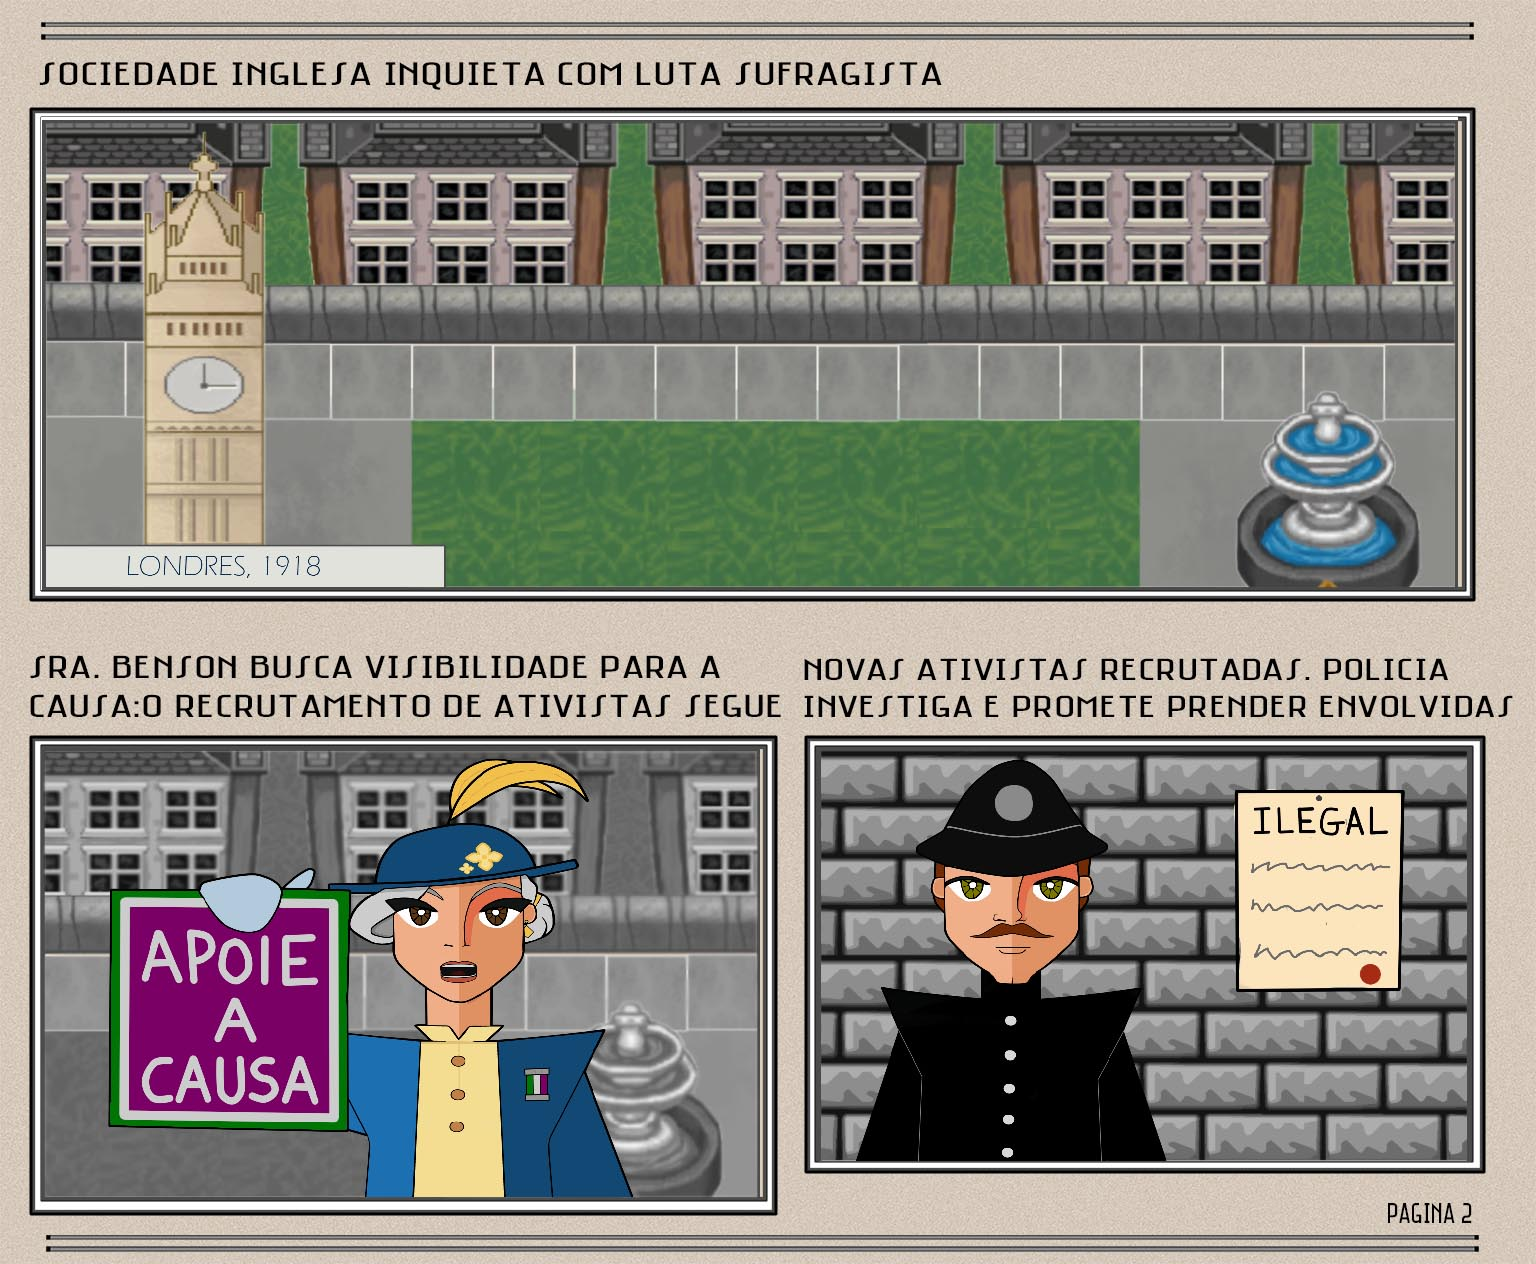 SOCIEDADE INGLESA INQUIETA COM LUTA SUFRAGISTA
LONDRES, 1918
SRA. BENSON BUSCA VISIBILIDADE PARA A
CAUSA:O RECRUTAMENTO DE ATIVISTAS SEGUE
NOVAS ATIVISTAS RECRUTADAS. POLICIA
INVESTIGA E PROMETE PRENDER ENVOLVIDAS
APOIE
A
CAUSA
ILEGAL
PAGINA 2